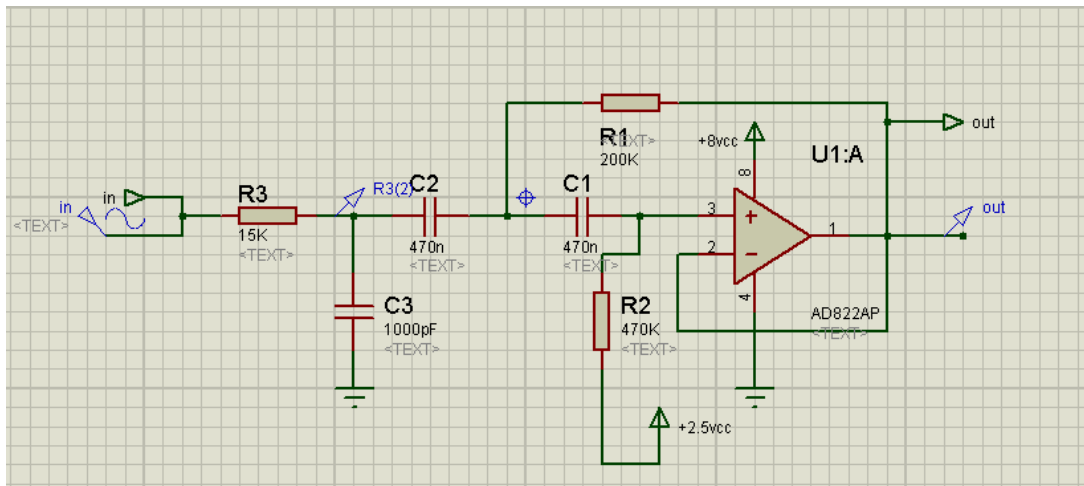 in
in
<TEXT>
R3
15K
<TEXT>
R3(2)
C2
470n
<TEXT>
C3
1000pF
<TEXT>
C1
470n
<TEXT>
R1
<TEXT>
200K
R2
470K
<TEXT>
+2.5vcc
+8vcc
U1:A
8
3
2
1
4
+
−
AD822AP
<TEXT>
out
out